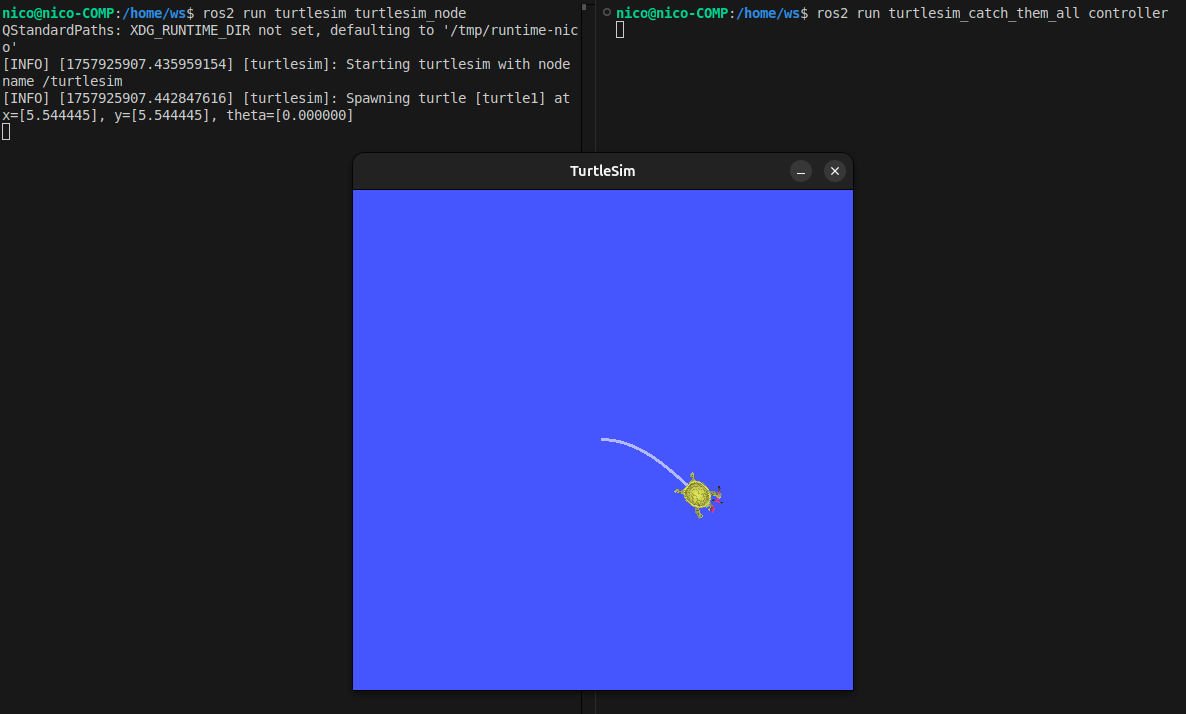 nico@nico-COMP:/home/ws$ ros2 run turtlesim turtlesim_node
QStandardPaths: XDG_RUNTIME_DIR not set, defaulting to '/tmp/runtime-nic
o'
[INFO] [1757925907.435959154] [turtlesim]: Starting turtlesim with node
name /turtlesim
[INFO] [1757925907.442847616] [turtlesim]: Spawning turtle [turtle1] at
x=[5.544445], y=[5.544445], theta=[0.000000]
nico@nico-COMP:/home/ws$ ros2 run turtlesim_catch_them_all controller
TurtleSim